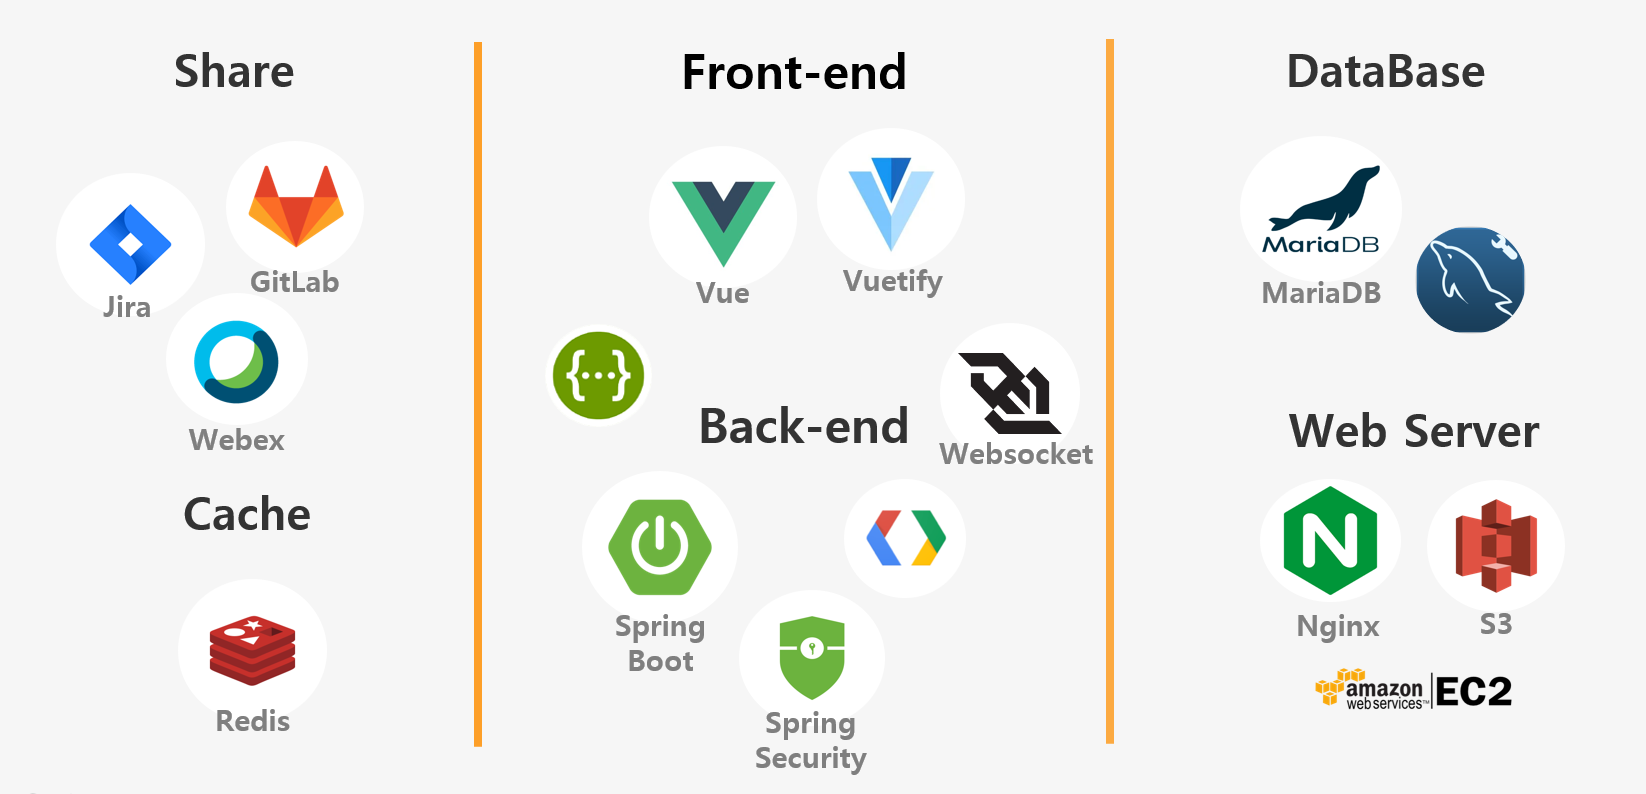 Share
Jira
GitLab
Webex
Cache
Redis
Front-end
Vue
Vuetify
{···}
Back-end
Websocket
Spring
Boot
Spring
Security
DataBase
MariaDB
MariaDB
Web Server
N
Nginx
S3
amazon
web services™
EC2